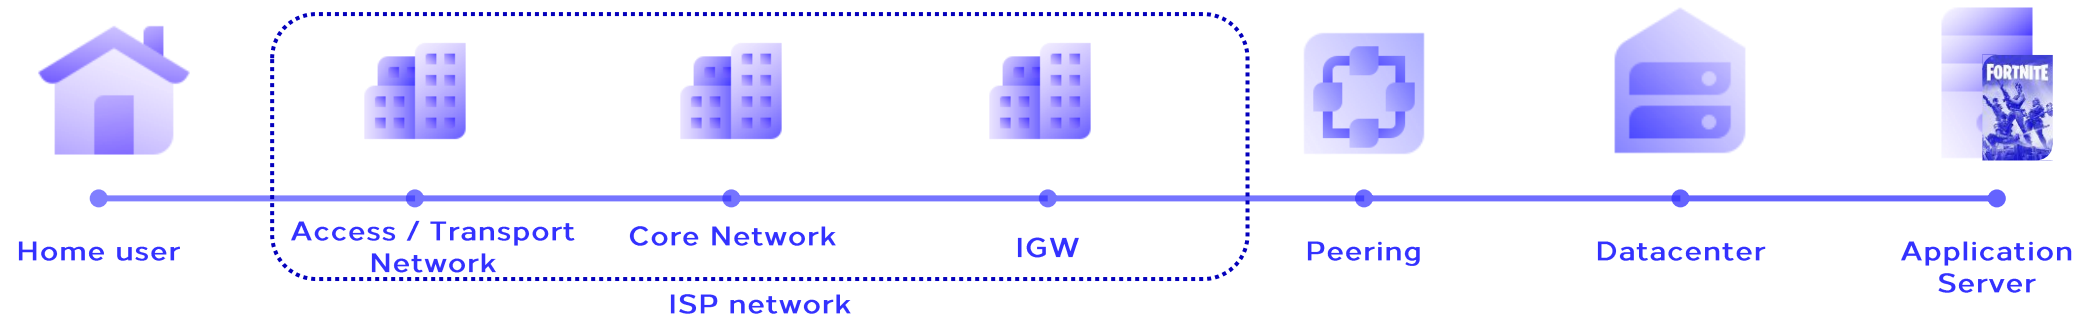 FORTNITE
Home user
Access / Transport
Network
Core Network
IGW
Peering
Datacenter
Application
Server
ISP network